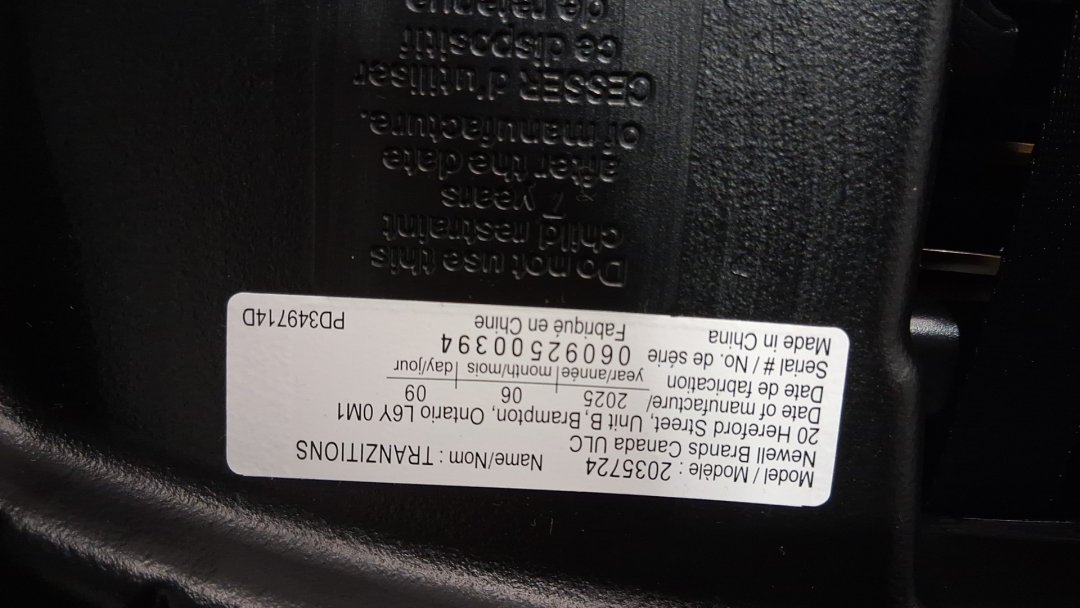 Model / Modèle : 2035724 Name/Nom : TRANZITIONS
Newell Brands Canada ULC
20 Hereford Street, Unit B, Brampton, Ontario L6Y 0M1
Date of manufacture/ 2025 06 09
Date de fabrication year/année month/mois day/jour
Serial # / No. de série 0609250​0394
Made in China Fabriqué en Chine PD349714D
Do not use this
child restraint
7 years
after the date
of manufacture.
CESSER d'utiliser
ce dispositif
de retenue